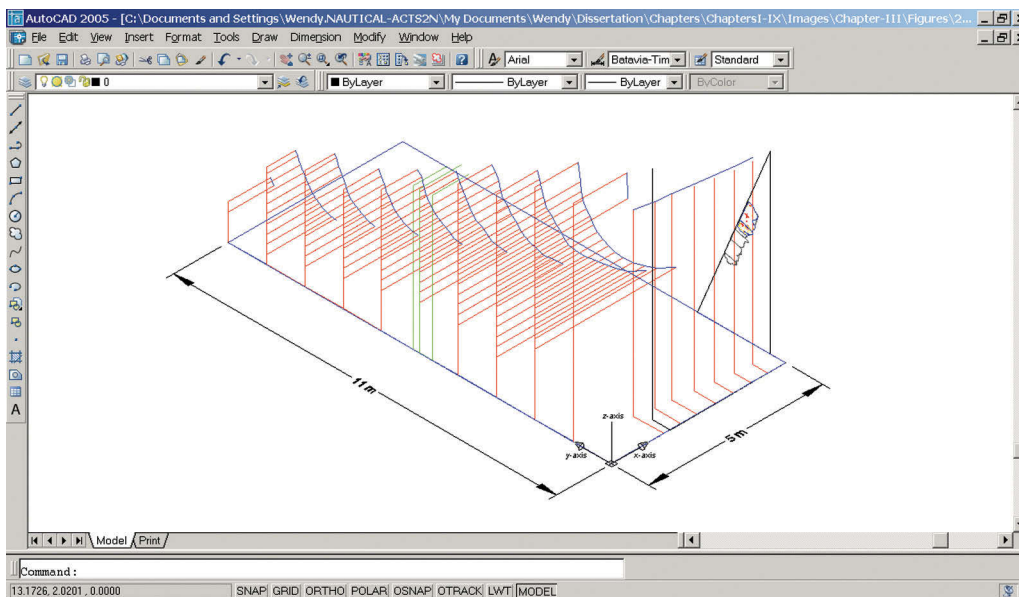 AutoCAD 2005 - [C:\Documents and Settings\Wendy.NAUTICAL-ACTS2N\My Documents\Wendy\Dissertation\Chapters\ChaptersI-IX\Images\Chapter-III\Figures\2...
File Edit View Insert Format Tools Draw Dimension Modify Window Help
Arial Batavia-Tim Standard
0 ByLayer ByLayer ByLayer ByColor
A
11m
z-axis
y-axis x-axis
5 m
Model Print
Command:
13.1726, 2.0201, 0.0000 SNAP GRID ORTHO POLAR OSNAP OTRACK LWT MODEL